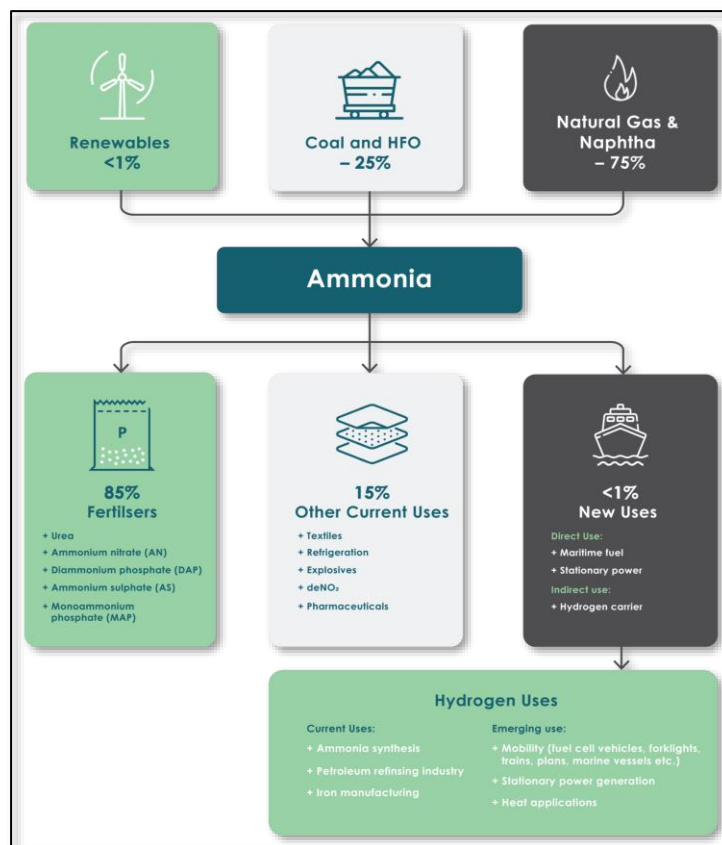 Renewables
<1%
Coal and HFO
– 25%
Natural Gas &
Naphtha
– 75%
Ammonia
P
85%
Fertilsers
+ Urea
+ Ammonium nitrate (AN)
+ Diammonium phosphate (DAP)
+ Ammonium sulphate (AS)
+ Monoammonium
phosphate (MAP)
15%
Other Current Uses
+ Textiles
+ Refrigeration
+ Explosives
+ deNO₂
+ Pharmaceuticals
<1%
New Uses
Direct Use:
+ Maritime fuel
+ Stationary power
Indirect use:
+ Hydrogen carrier
Hydrogen Uses
Current Uses:
+ Ammonia synthesis
+ Petroleum refinsing industry
+ Iron manufacturing
Emerging use:
+ Mobility (fuel cell vehicles, forklights,
trains, plans, marine vessels etc.)
+ Stationary power generation
+ Heat applications